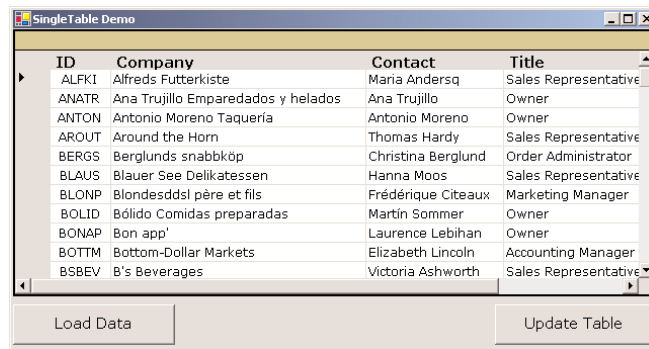 SingleTable Demo
ID Company Contact Title
ALFKI Alfreds Futterkiste Maria Andersq Sales Representative
ANATR Ana Trujillo Emparedados y helados Ana Trujillo Owner
ANTON Antonio Moreno Taquería Antonio Moreno Owner
AROUT Around the Horn Thomas Hardy Sales Representative
BERGS Berglunds snabbköp Christina Berglund Order Administrator
BLAUS Blauer See Delikatessen Hanna Moos Sales Representative
BLONP Blondesddsl père et fils Frédérique Citeaux Marketing Manager
BOLID Bólido Comidas preparadas Martín Sommer Owner
BONAP Bon app' Laurence Lebihan Owner
BOTTM Bottom-Dollar Markets Elizabeth Lincoln Accounting Manager
BSBEV B's Beverages Victoria Ashworth Sales Representative
Load Data Update Table